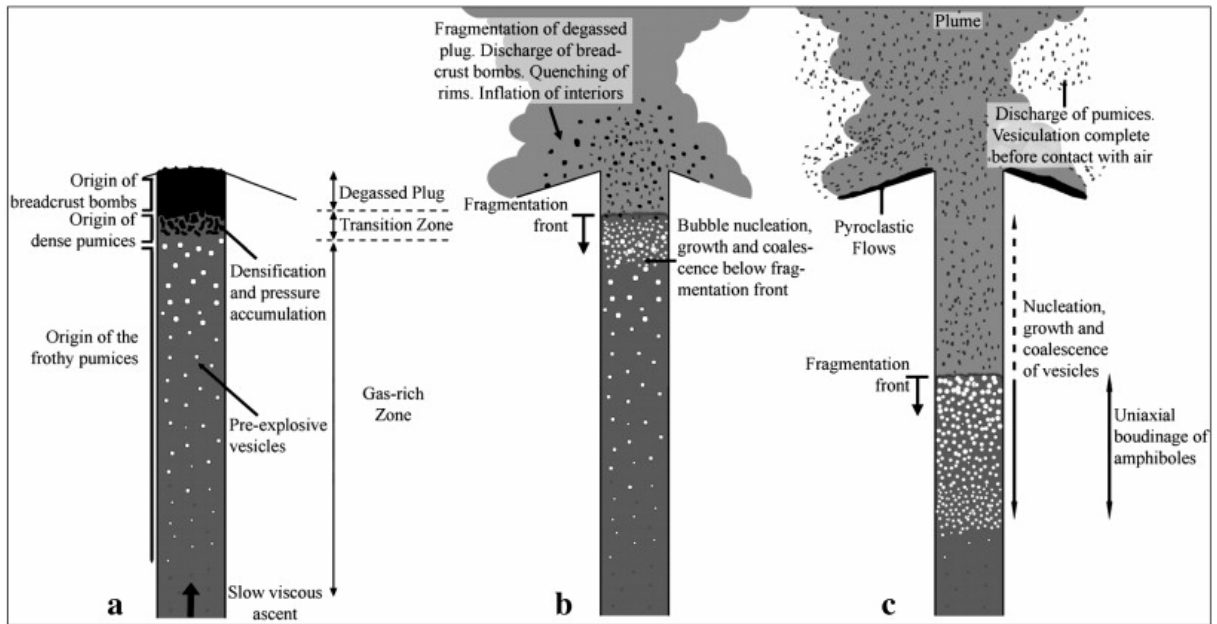 Origin of
breadcrust bombs
Origin of
dense pumices
Densification
and pressure
accumulation
Origin of the
frothy pumices
Pre-explosive
vesicles
Slow viscous
ascent
Degassed Plug
Transition Zone
Gas-rich
Zone
a
Fragmentation of degassed
plug. Discharge of bread-
crust bombs. Quenching of
rims. Inflation of interiors
Fragmentation
front
Bubble nucleation,
growth and coales-
cence below frag-
mentation front
b
Plume
Discharge of pumices.
Vesiculation complete
before contact with air
Pyroclastic
Flows
Nucleation,
growth and
coalescence
of vesicles
Fragmentation
front
Uniaxial
boudinage of
amphiboles
c